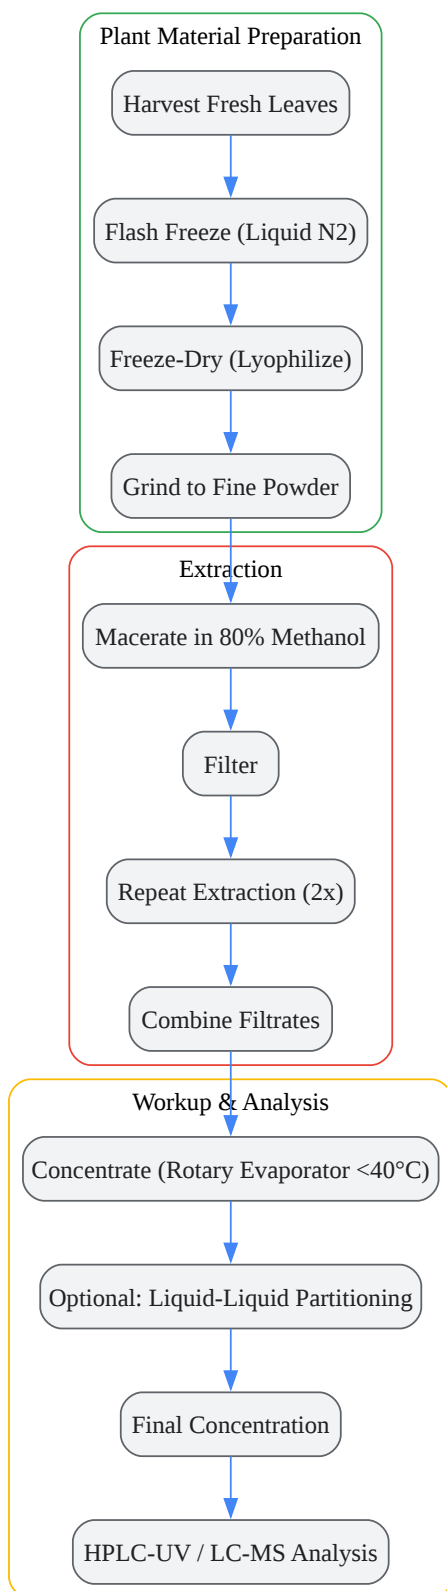 Plant Material Preparation
Harvest Fresh Leaves
Flash Freeze (Liquid N2)
Freeze-Dry (Lyophilize)
Grind to Fine Powder
Extraction
Macerate in 80% Methanol
Filter
Repeat Extraction (2x)
Combine Filtrates
Workup & Analysis
Concentrate (Rotary Evaporator <40°C)
Optional: Liquid-Liquid Partitioning
Final Concentration
HPLC-UV / LC-MS Analysis